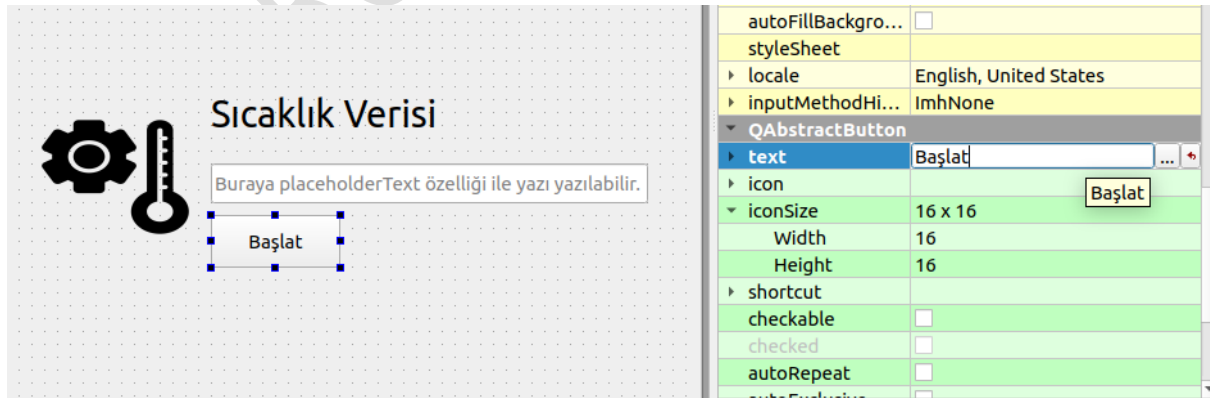 Sıcaklık Verisi
Buraya placeholderText özelliği ile yazı yazılabilir.
Başlat
autoFillBackgro...
styleSheet
locale English, United States
inputMethodHi... ImhNone
QAbstractButton
text Başlat ...
icon
Başlat
iconSize 16 x 16
Width 16
Height 16
shortcut
checkable
checked
autoRepeat